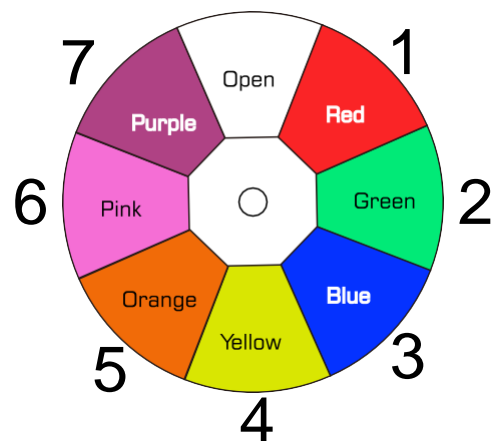 7
1
Open
Purple
Red
6
Pink
Green
2
Orange
Blue
5
Yellow
3
4